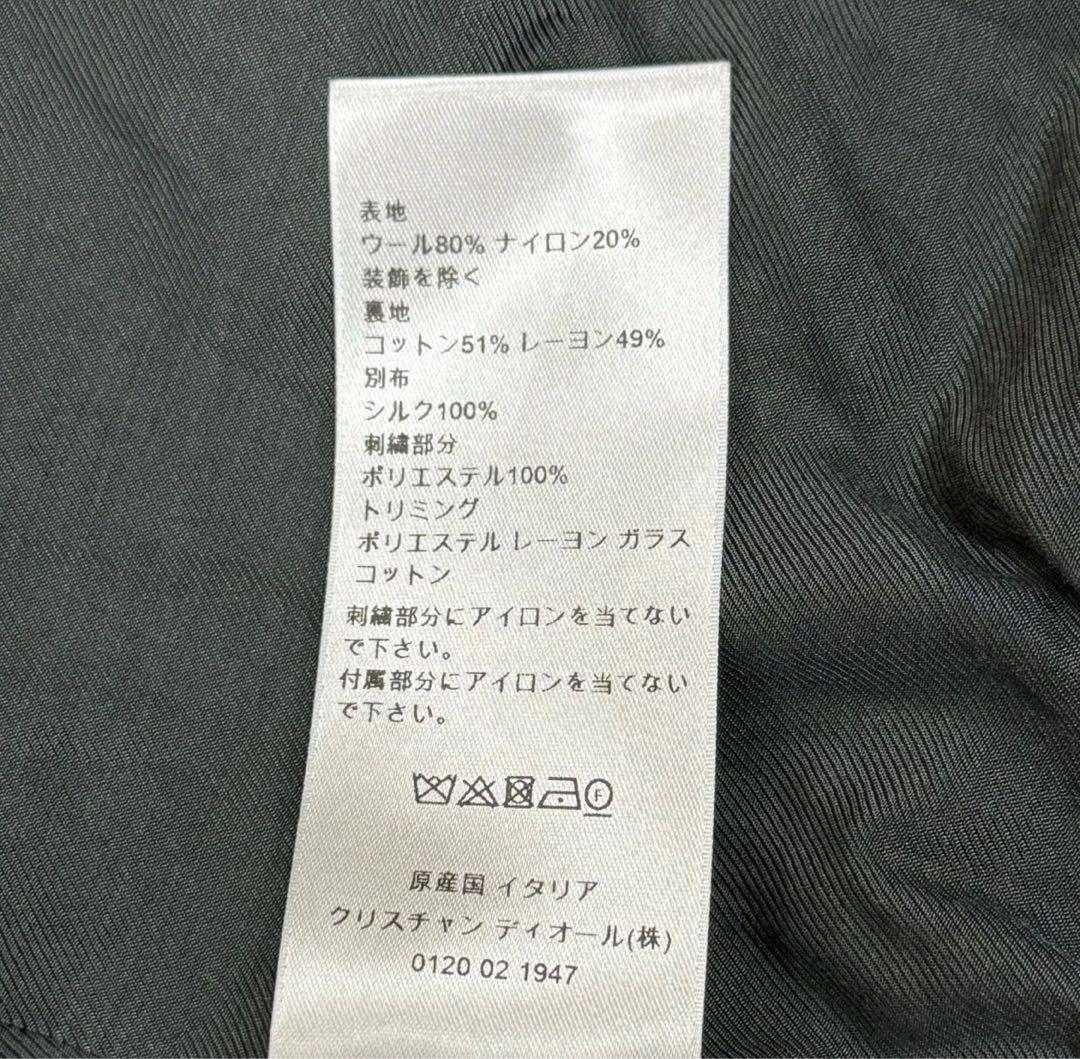 表地
ウール80% ナイロン20%
装飾を除く
裏地
コットン51% レーヨン49%
別布
シルク100%
刺繍部分
ポリエステル100%
トリミング
ポリエステル レーヨン ガラス
コットン
刺繍部分にアイロンを当てない
で下さい。
付属部分にアイロンを当てない
で下さい。
F
原産国 イタリア
クリスチャン ディオール(株)
0120 02 1947